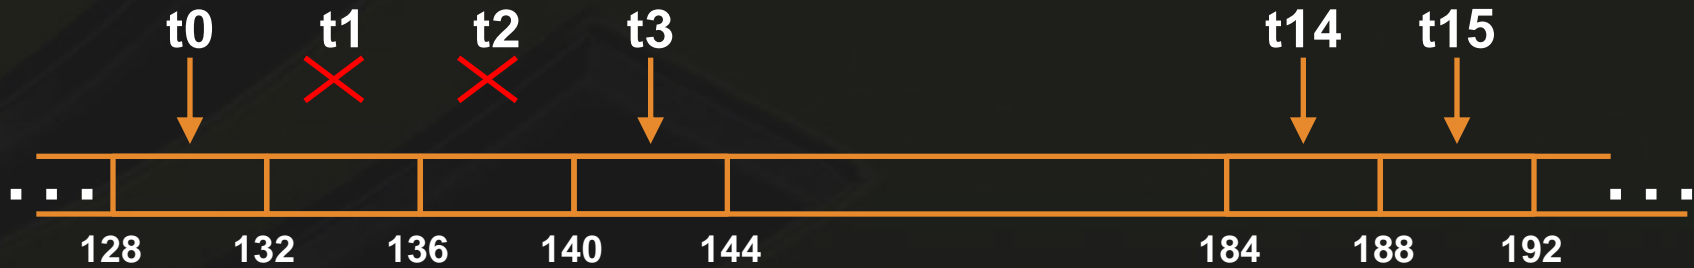 t0 t1 t2 t3 t14 t15
. . . . . .
128 132 136 140 144 184 188 192